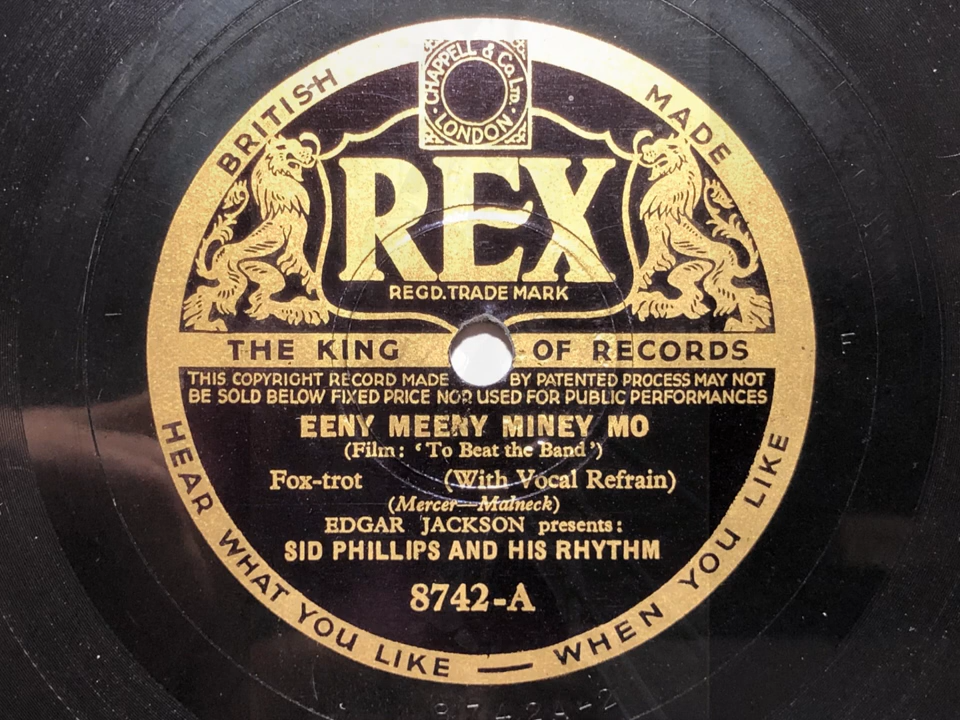 BRITISH MADE
CHAPPELL & Co. LTD.
LONDON
REX
REGD. TRADE MARK
THE KING OF RECORDS
THIS COPYRIGHT RECORD MADE BY PATENTED PROCESS MAY NOT
BE SOLD BELOW FIXED PRICE NOR USED FOR PUBLIC PERFORMANCES
EENY MEENY MINEY MO
(Film: ‘To Beat the Band’)
Fox-trot (With Vocal Refrain)
(Mercer—Malneck)
EDGAR JACKSON presents:
SID PHILLIPS AND HIS RHYTHM
8742-A
HEAR WHAT YOU LIKE — WHEN YOU LIKE